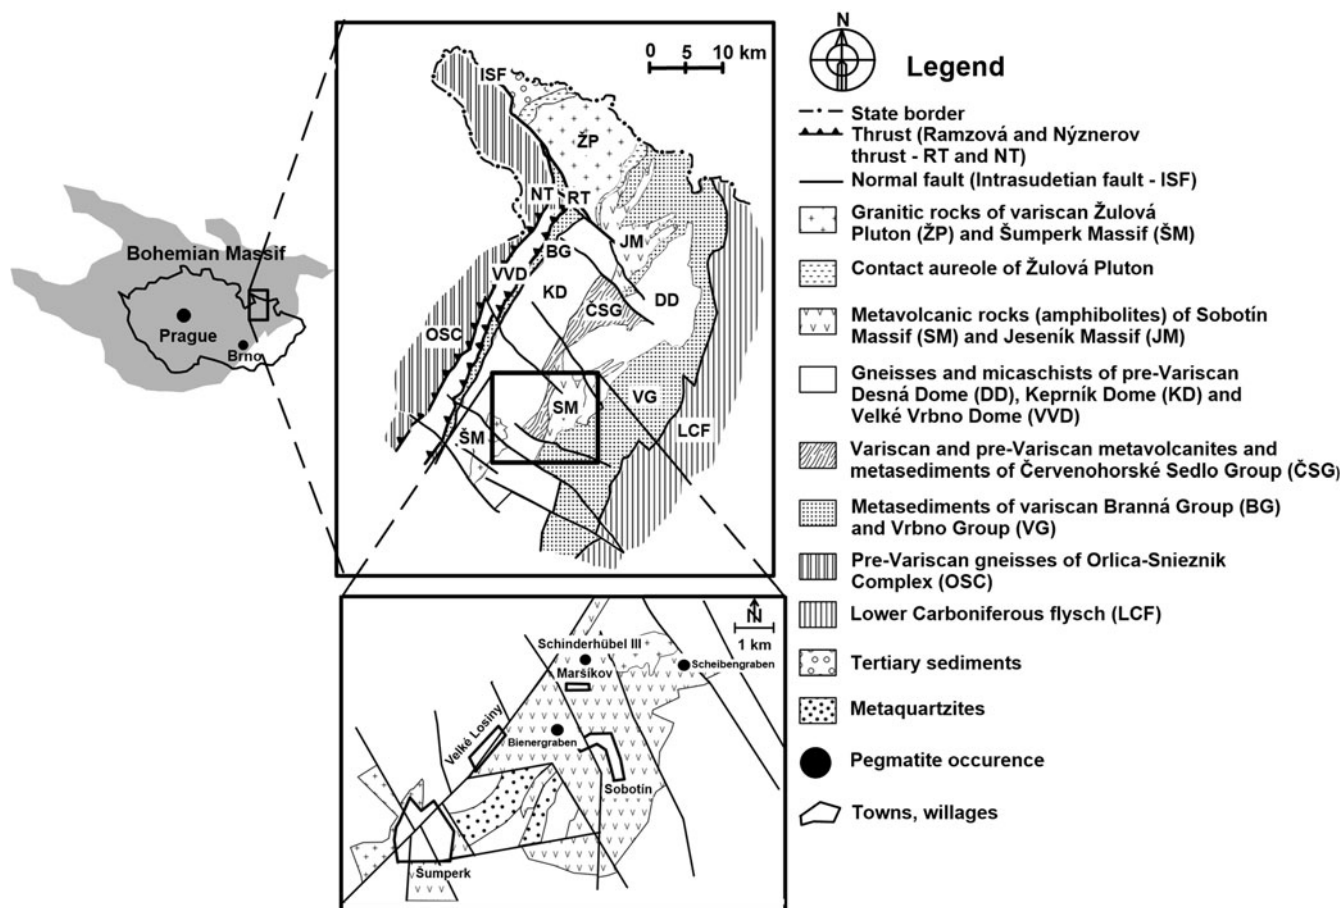 Bohemian Massif
Prague
Brno
0 5 10 km
ISF
ŽP
NT
RT
JM
BG
VVD
KD
DD
ČSG
OSC
SM
VG
ŠM
LCF
N
1 km
Schinderhübel III
Scheibengraben
Maršíkov
Velké Losiny
Bienergraben
Sobotín
Šumperk
N
Legend
State border
Thrust (Ramzová and Nýznerov
thrust - RT and NT)
Normal fault (Intrasudetian fault - ISF)
Granitic rocks of variscan Žulová
Pluton (ŽP) and Šumperk Massif (ŠM)
Contact aureole of Žulová Pluton
Metavolcanic rocks (amphibolites) of Sobotín
Massif (SM) and Jeseník Massif (JM)
Gneisses and micaschists of pre-Variscan
Desná Dome (DD), Keprník Dome (KD) and
Velké Vrbno Dome (VVD)
Variscan and pre-Variscan metavolcanites and
metasediments of Červenohorské Sedlo Group (ČSG)
Metasediments of variscan Branná Group (BG)
and Vrbno Group (VG)
Pre-Variscan gneisses of Orlica-Snieznik
Complex (OSC)
Lower Carboniferous flysch (LCF)
Tertiary sediments
Metaquartzites
Pegmatite occurence
Towns, willages